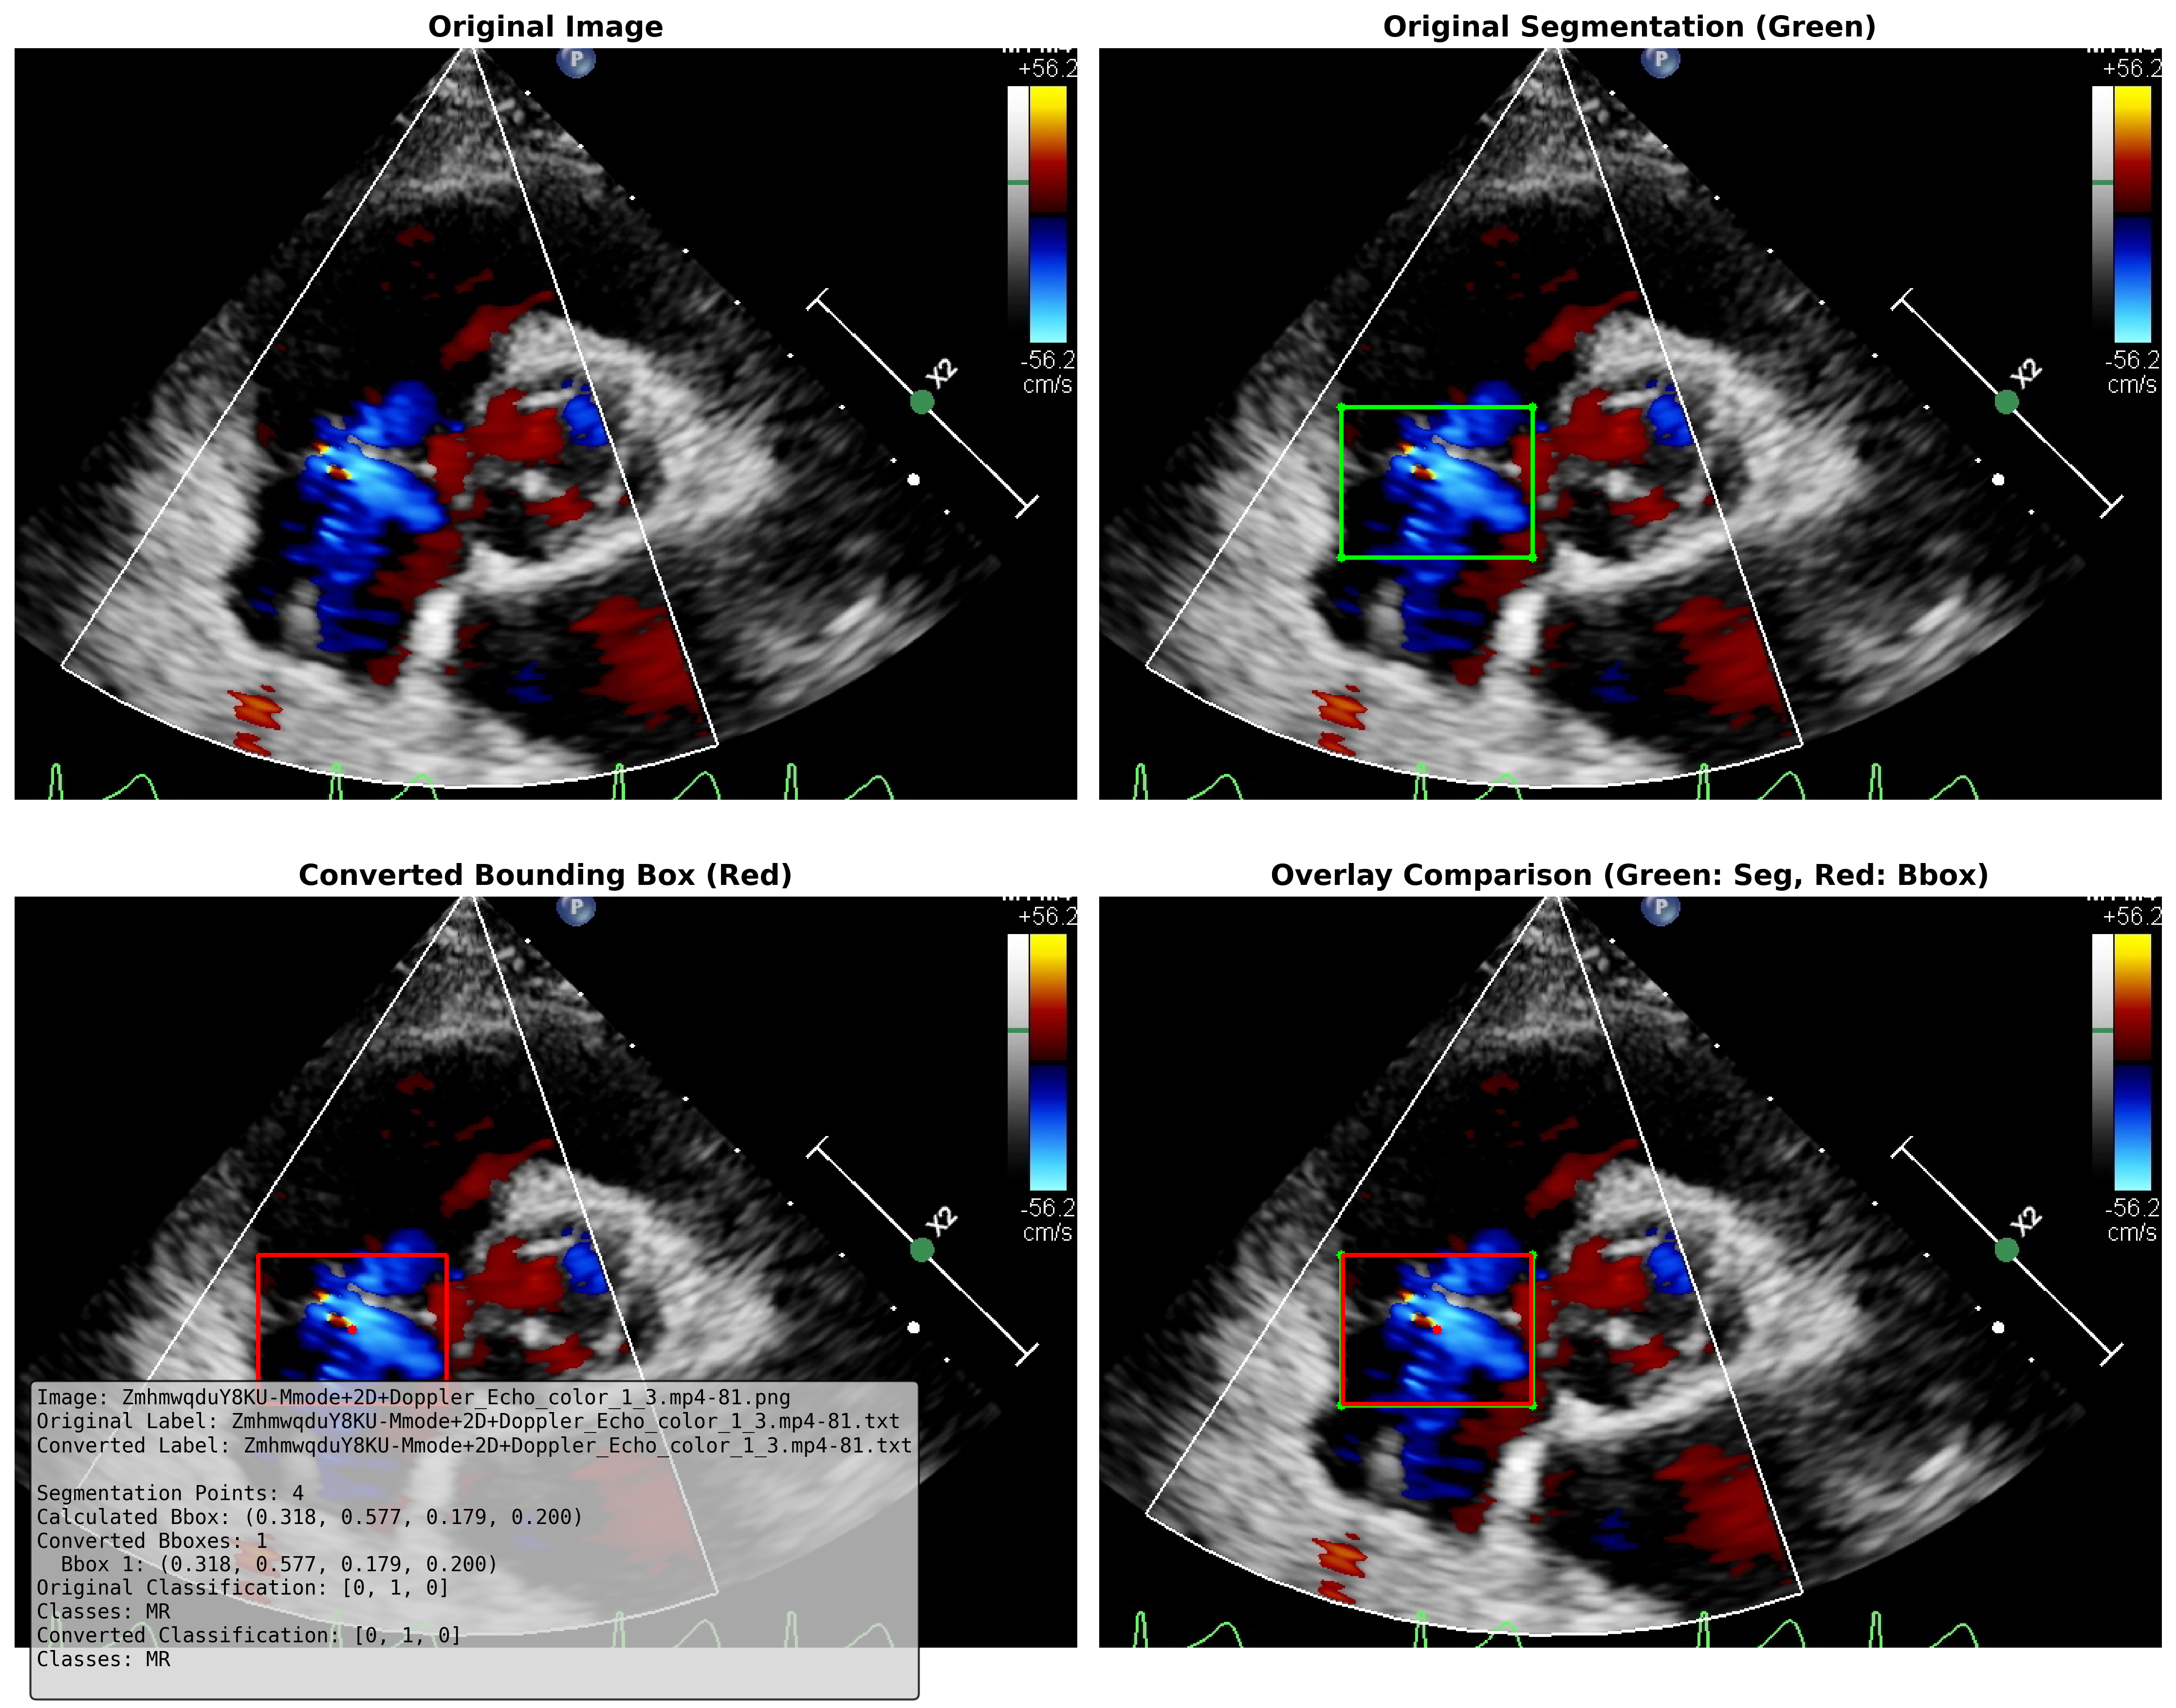 Original Image
P
+56.2
-56.2
cm/s
X2
Original Segmentation (Green)
P
+56.2
-56.2
cm/s
X2
Converted Bounding Box (Red)
P
+56.2
-56.2
cm/s
X2
Image: ZmhmwqduY8KU-Mmode+2D+Doppler_Echo_color_1_3.mp4-81.png
Original Label: ZmhmwqduY8KU-Mmode+2D+Doppler_Echo_color_1_3.mp4-81.txt
Converted Label: ZmhmwqduY8KU-Mmode+2D+Doppler_Echo_color_1_3.mp4-81.txt
Segmentation Points: 4
Calculated Bbox: (0.318, 0.577, 0.179, 0.200)
Converted Bboxes: 1
Bbox 1: (0.318, 0.577, 0.179, 0.200)
Original Classification: [0, 1, 0]
Classes: MR
Converted Classification: [0, 1, 0]
Classes: MR
Overlay Comparison (Green: Seg, Red: Bbox)
P
+56.2
-56.2
cm/s
X2